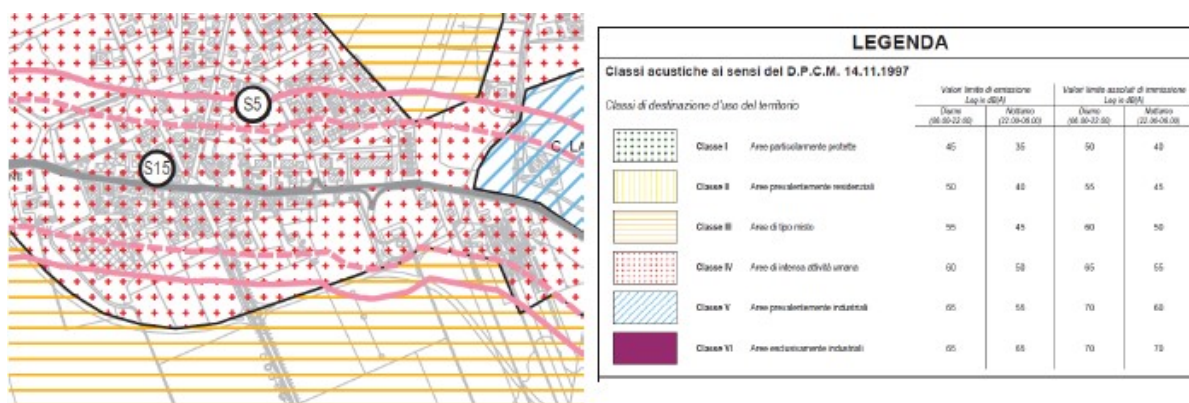 S5
S15
LEGENDA
Classi acustiche ai sensi del D.P.C.M. 14.11.1997
Classi di destinazione d'uso del territorio
Valori limite di emissione
Leq in dB(A)
Valori limite assoluti di immissione
Leq in dB(A)
Diurno
(06.00-22.00)
Notturno
(22.00-06.00)
Diurno
(06.00-22.00)
Notturno
(22.00-06.00)
Classe I Aree particolarmente protette 45 35 50 40
Classe II Aree prevalentemente residenziali 50 40 55 45
Classe III Aree di tipo misto 55 45 60 50
Classe IV Aree di intensa attività umana 60 50 65 55
Classe V Aree prevalentemente industriali 65 55 70 60
Classe VI Aree esclusivamente industriali 65 65 70 70